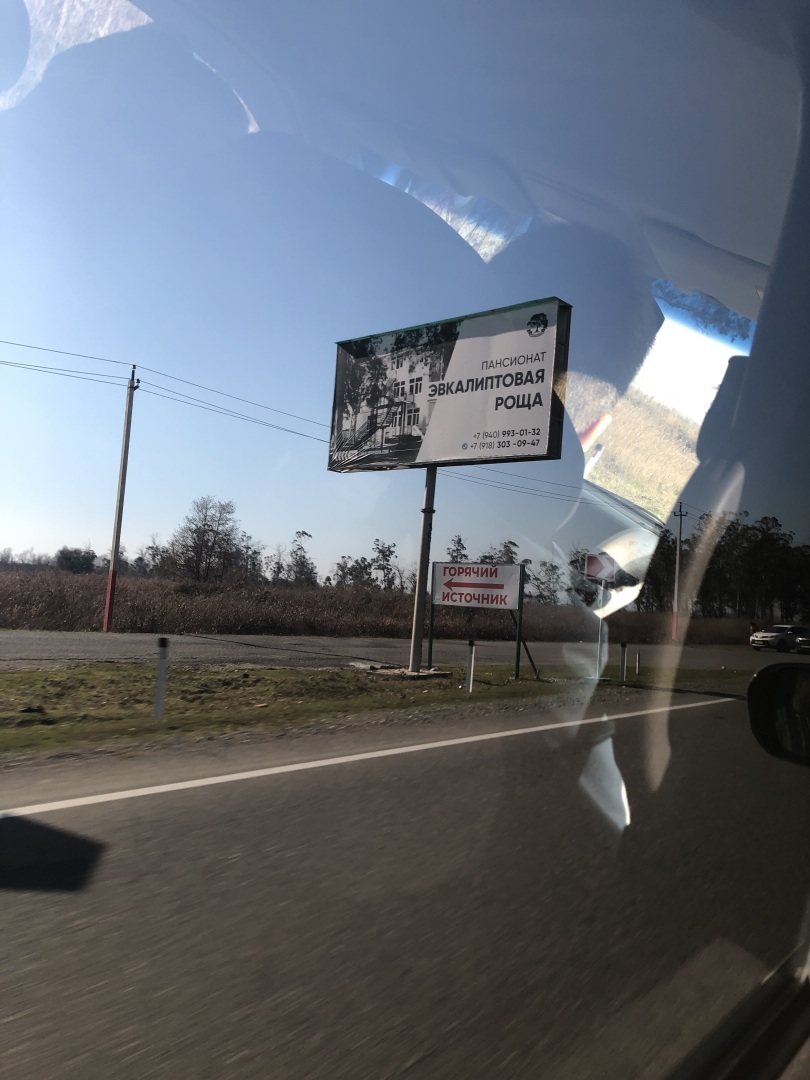 ПАНСИОНАТ
ЭВКАЛИПТОВАЯ
РОЩА
+7 (940) 993-01-32
+7 (918) 303 -09-47
ГОРЯЧИЙ
ИСТОЧНИК